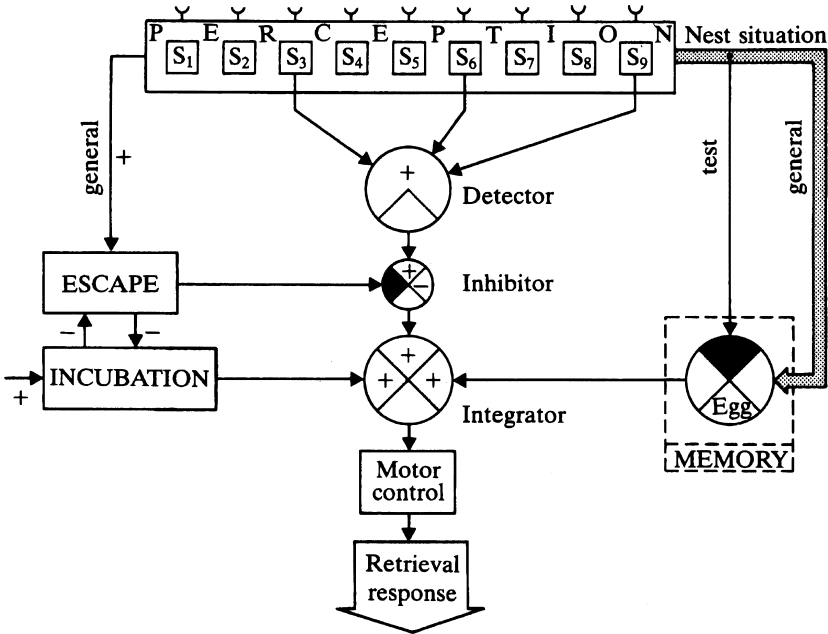 PERCEPTION
Nest situation
S1 S2 S3 S4 S5 S6 S7 S8 S9
general
+
test
general
+
Detector
ESCAPE
+
−
Inhibitor
− −
+
INCUBATION
+ +
+
Integrator
Egg
MEMORY
Motor
control
Retrieval
response